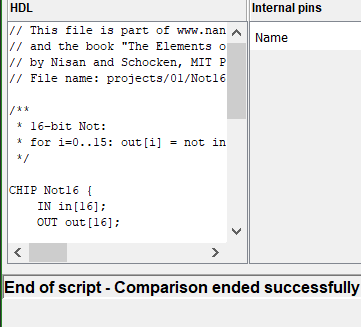 HDL
Internal pins
// This file is part of www.nan
// and the book "The Elements o
// by Nisan and Schocken, MIT P
// File name: projects/01/Not16
/**
* 16-bit Not:
* for i=0..15: out[i] = not in
*/
CHIP Not16 {
IN in[16];
OUT out[16];
Name
End of script - Comparison ended successfully